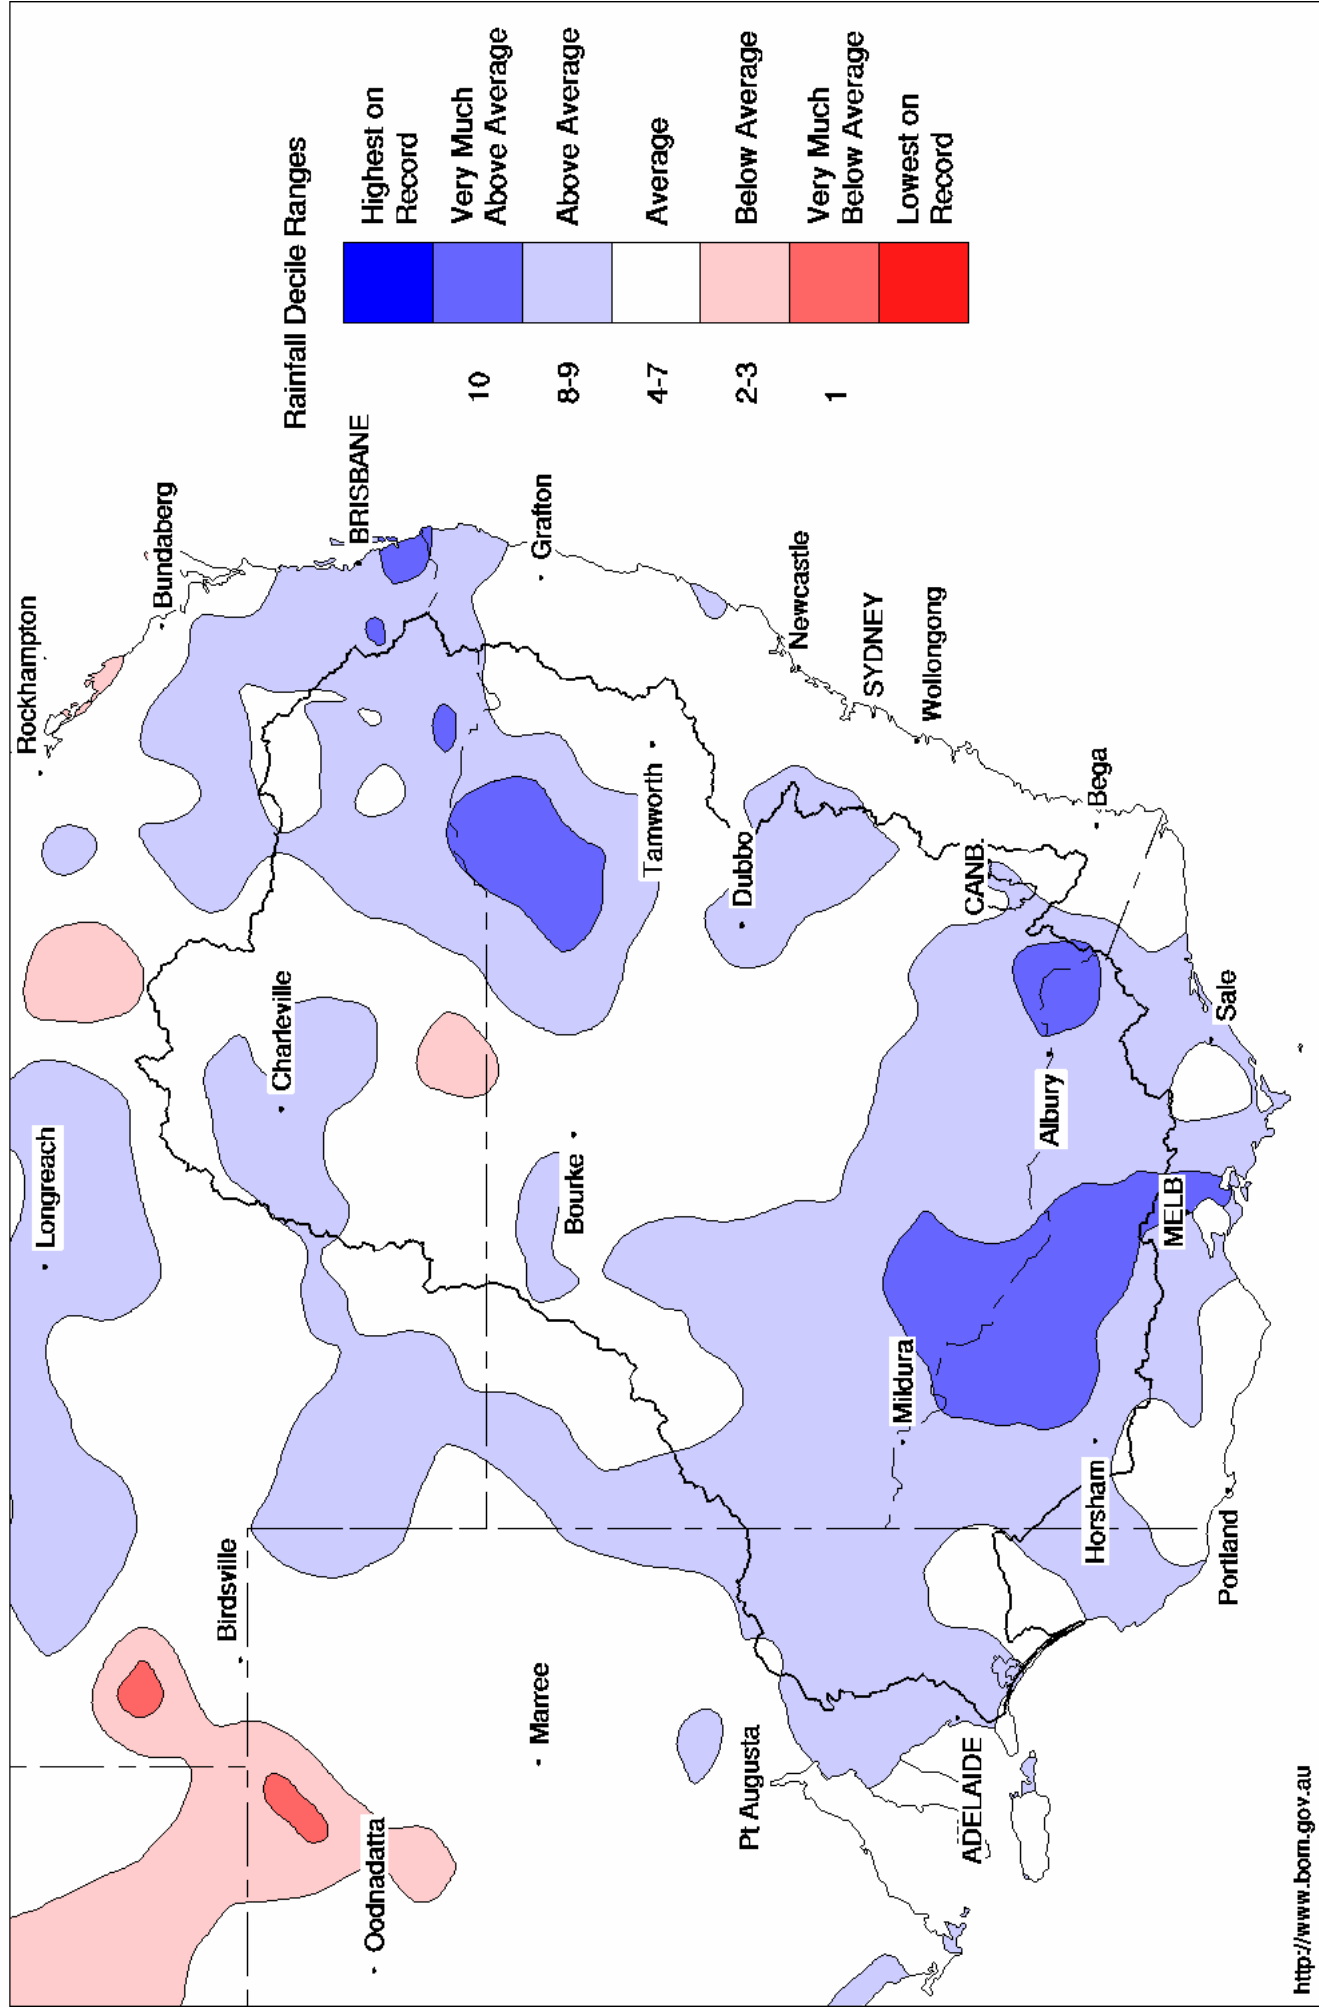 Rainfall Decile Ranges
Highest on
Record
10
Very Much
Above Average
8-9
Above Average
4-7
Average
2-3
Below Average
1
Very Much
Below Average
Lowest on
Record
Rockhampton
Longreach
Bundaberg
Birdsville
Charleville
BRISBANE
Oodnadatta
Grafton
Marree
Bourke
Tamworth
Dubbo
Pt Augusta
Newcastle
SYDNEY
Mildura
Wollongong
ADELAIDE
CANB.
Albury
Bega
Horsham
MELB
Sale
Portland
http://www.bom.gov.au